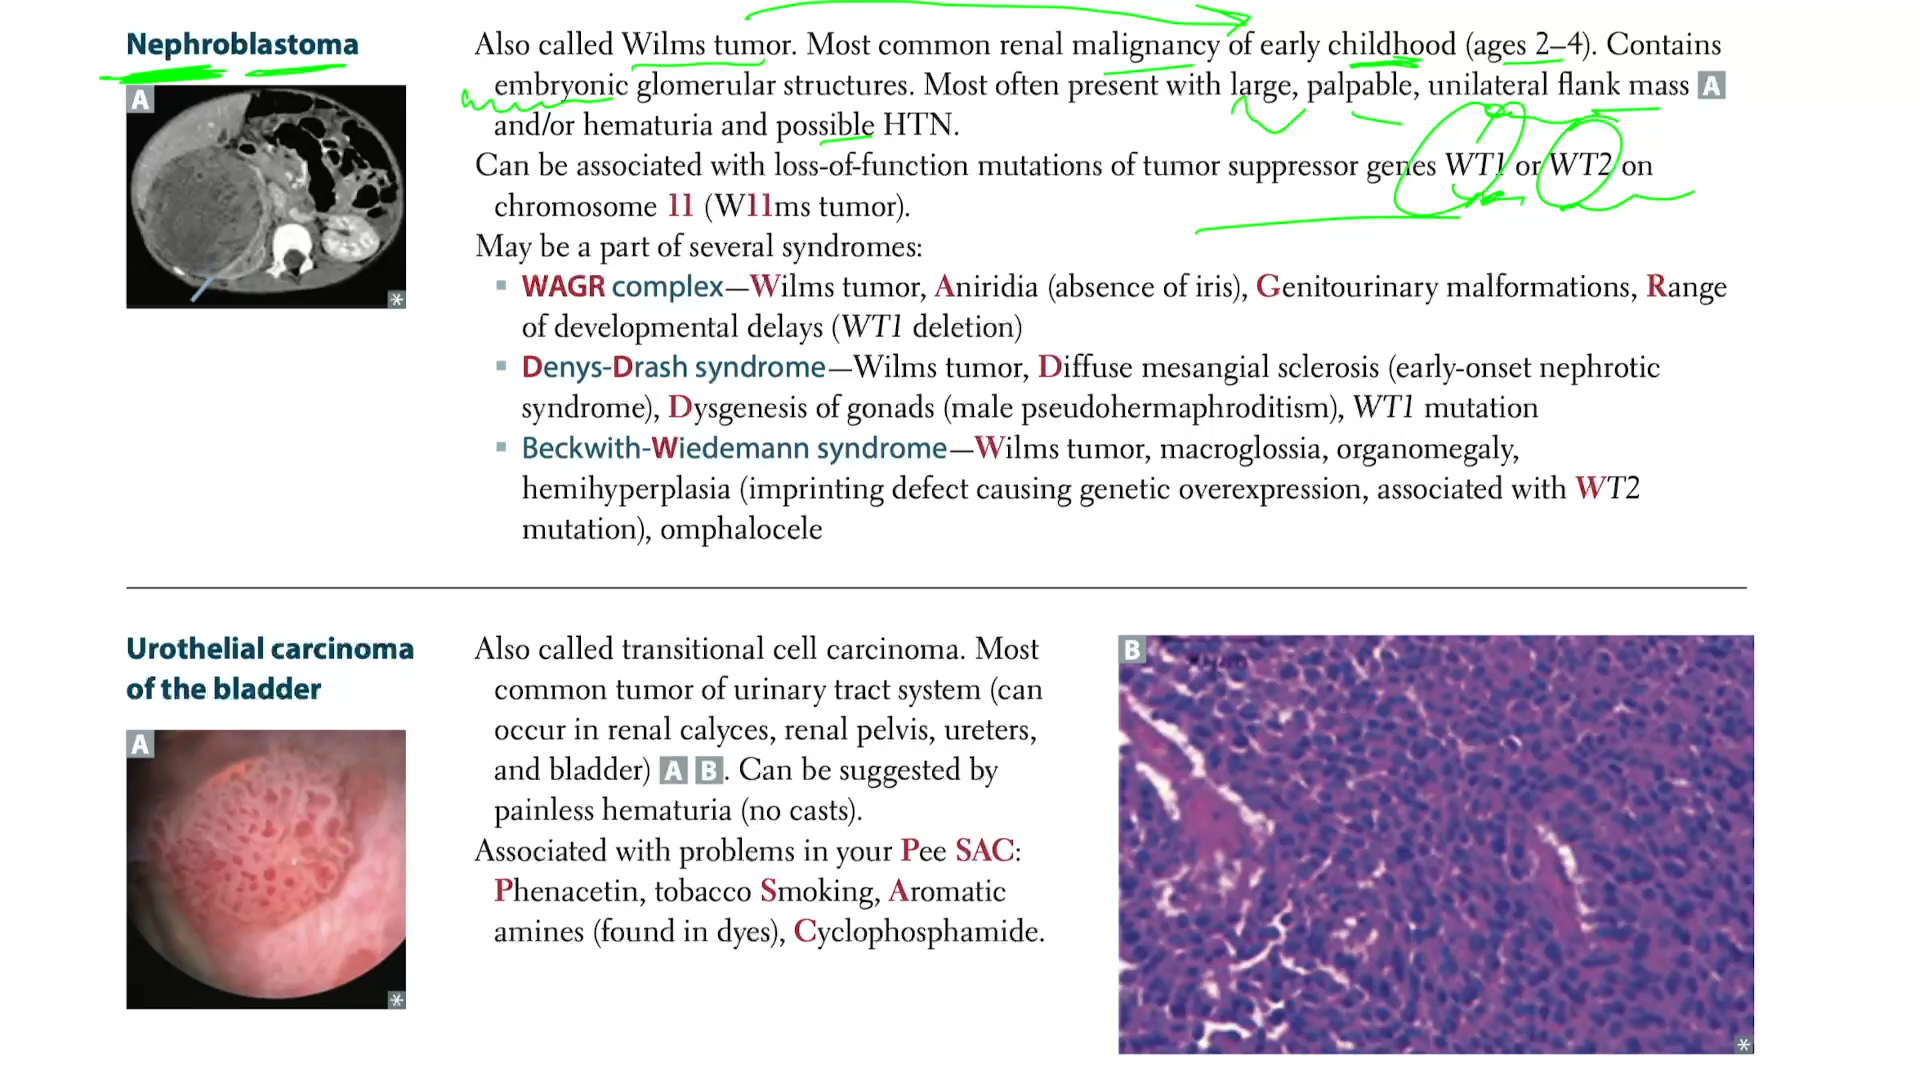 Nephroblastoma
A
Also called Wilms tumor. Most common renal malignancy of early childhood (ages 2–4). Contains
embryonic glomerular structures. Most often present with large, palpable, unilateral flank mass A
and/or hematuria and possible HTN.
Can be associated with loss-of-function mutations of tumor suppressor genes WT1 or WT2 on
chromosome 11 (W11ms tumor).
May be a part of several syndromes:
▪ WAGR complex—Wilms tumor, Aniridia (absence of iris), Genitourinary malformations, Range
of developmental delays (WT1 deletion)
▪ Denys-Drash syndrome—Wilms tumor, Diffuse mesangial sclerosis (early-onset nephrotic
syndrome), Dysgenesis of gonads (male pseudohermaphroditism), WT1 mutation
▪ Beckwith-Wiedemann syndrome—Wilms tumor, macroglossia, organomegaly,
hemihyperplasia (imprinting defect causing genetic overexpression, associated with WT2
mutation), omphalocele
Urothelial carcinoma
of the bladder
A
Also called transitional cell carcinoma. Most
common tumor of urinary tract system (can
occur in renal calyces, renal pelvis, ureters,
and bladder) A B. Can be suggested by
painless hematuria (no casts).
Associated with problems in your Pee SAC:
Phenacetin, tobacco Smoking, Aromatic
amines (found in dyes), Cyclophosphamide.
B